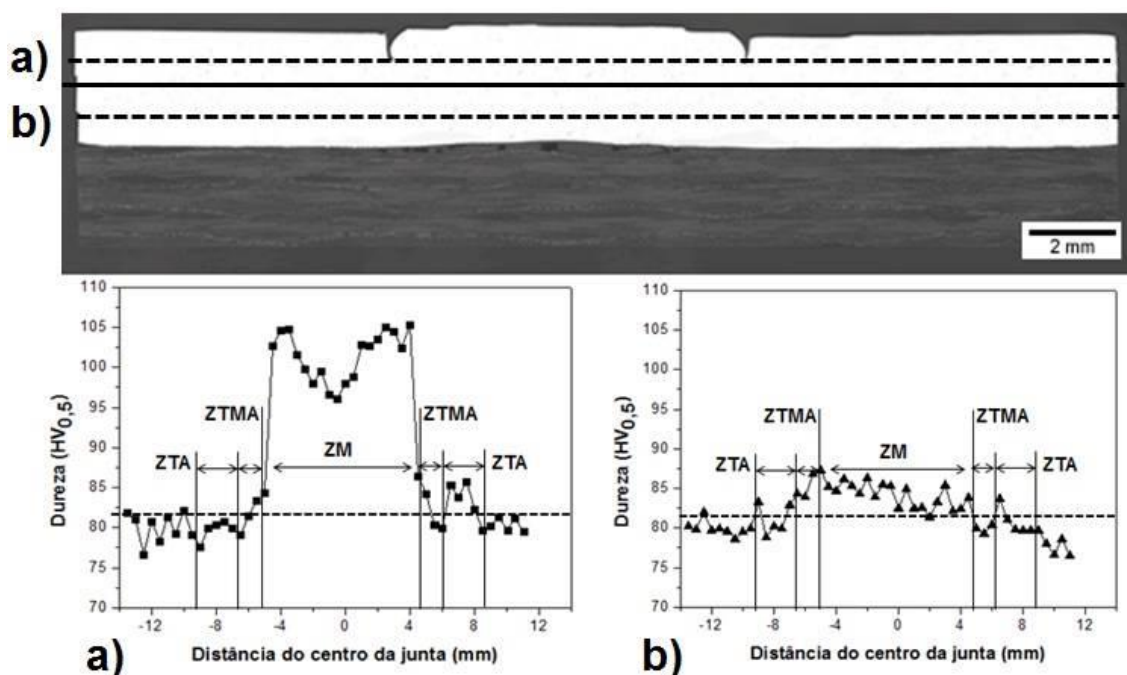 a)
b)
2 mm
110
105
100
95
90
85
80
75
70
Dureza (HV0,5)
ZTMA
ZTMA
ZTA
ZM
ZTA
-12 -8 -4 0 4 8 12
Distância do centro da junta (mm)
a)
110
105
100
95
90
85
80
75
70
Dureza (HV0,5)
ZTMA
ZTMA
ZTA
ZM
ZTA
-12 -8 -4 0 4 8 12
Distância do centro da junta (mm)
b)